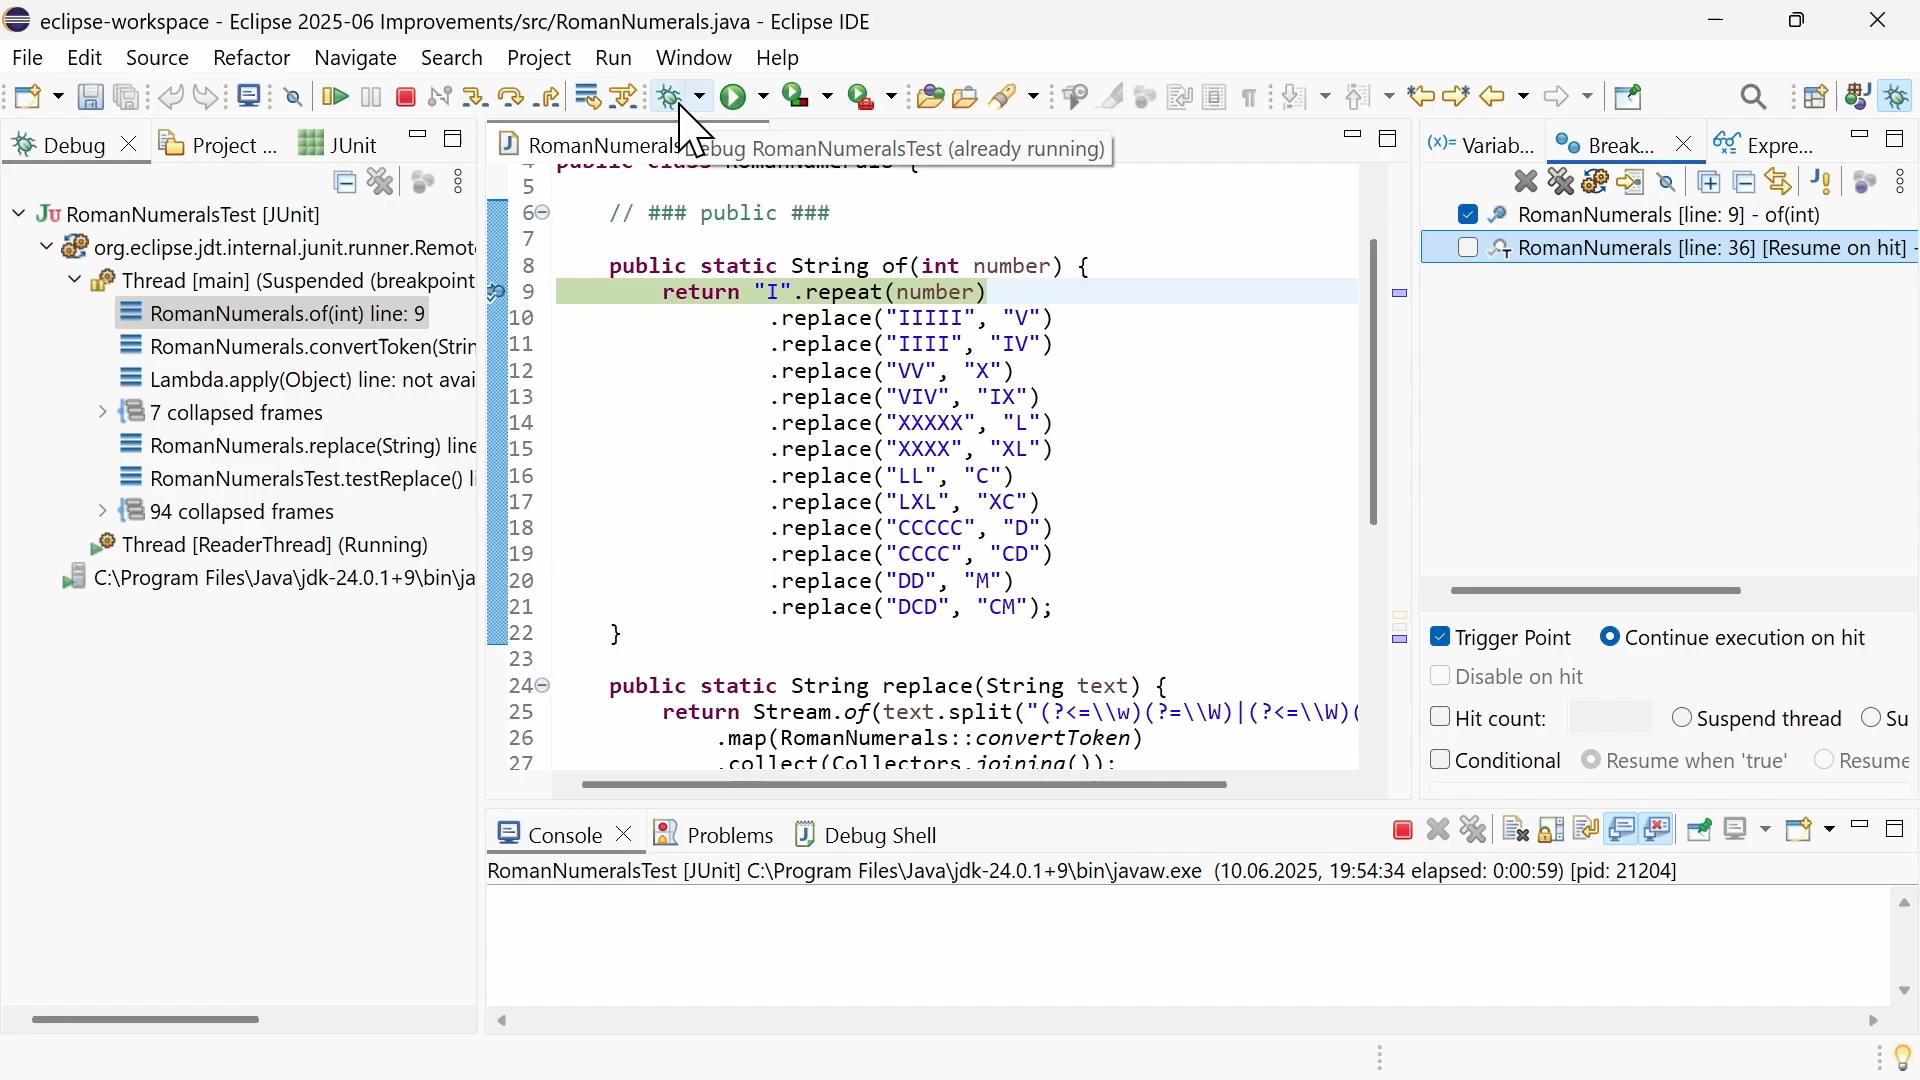 eclipse-workspace - Eclipse 2025-06 Improvements/src/RomanNumerals.java - Eclipse IDE
File Edit Source Refactor Navigate Search Project Run Window Help
Debug Project ... JUnit
RomanNumeralsTest [JUnit]
org.eclipse.jdt.internal.junit.runner.Remot
Thread [main] (Suspended (breakpoint
RomanNumerals.of(int) line: 9
RomanNumerals.convertToken(Strin
Lambda.apply(Object) line: not avai
7 collapsed frames
RomanNumerals.replace(String) line
RomanNumeralsTest.testReplace() li
94 collapsed frames
Thread [ReaderThread] (Running)
C:\Program Files\Java\jdk-24.0.1+9\bin\ja
RomanNumerals
ebug RomanNumeralsTest (already running)
4 public class RomanNumerals {
5
6 // ### public ###
7
8 public static String of(int number) {
9 return "I".repeat(number)
10 .replace("IIIII", "V")
11 .replace("IIII", "IV")
12 .replace("VV", "X")
13 .replace("VIV", "IX")
14 .replace("XXXXX", "L")
15 .replace("XXXX", "XL")
16 .replace("LL", "C")
17 .replace("LXL", "XC")
18 .replace("CCCCC", "D")
19 .replace("CCCC", "CD")
20 .replace("DD", "M")
21 .replace("DCD", "CM");
22 }
23
24 public static String replace(String text) {
25 return Stream.of(text.split("(?<=\\w)(?=\\W)|(?<=\\W)(
26 .map(RomanNumerals::convertToken)
27 .collect(Collectors.joining());
(x)= Variab... Break... Expre...
RomanNumerals [line: 9] - of(int)
RomanNumerals [line: 36] [Resume on hit] -
Trigger Point Continue execution on hit
Disable on hit
Hit count: Suspend thread Su
Conditional Resume when 'true' Resume
Console Problems Debug Shell
RomanNumeralsTest [JUnit] C:\Program Files\Java\jdk-24.0.1+9\bin\javaw.exe (10.06.2025, 19:54:34 elapsed: 0:00:59) [pid: 21204]